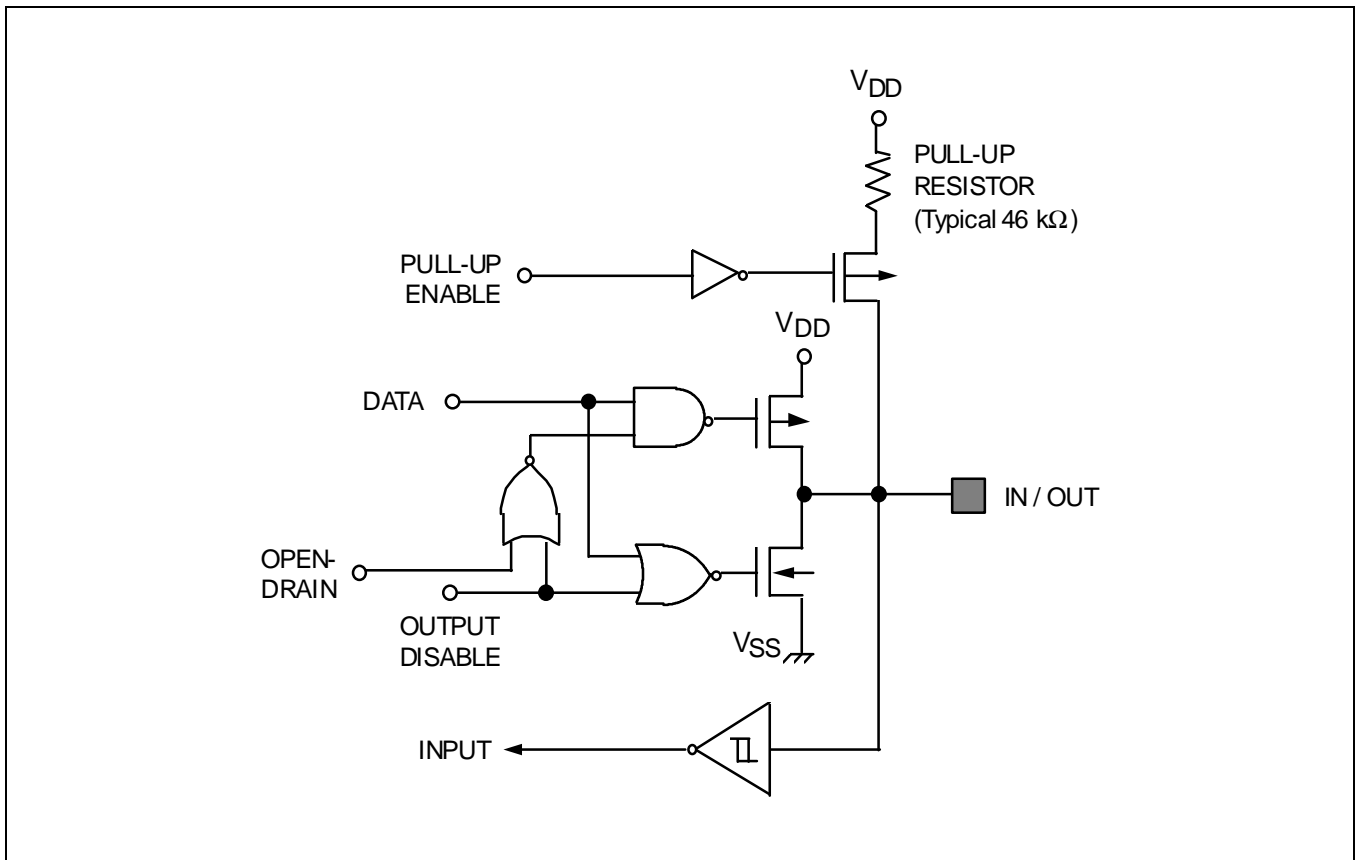 VDD
PULL-UP
RESISTOR
(Typical 46 kΩ)
PULL-UP
ENABLE
VDD
DATA
IN / OUT
OPEN-
DRAIN
OUTPUT
DISABLE
VSS
INPUT